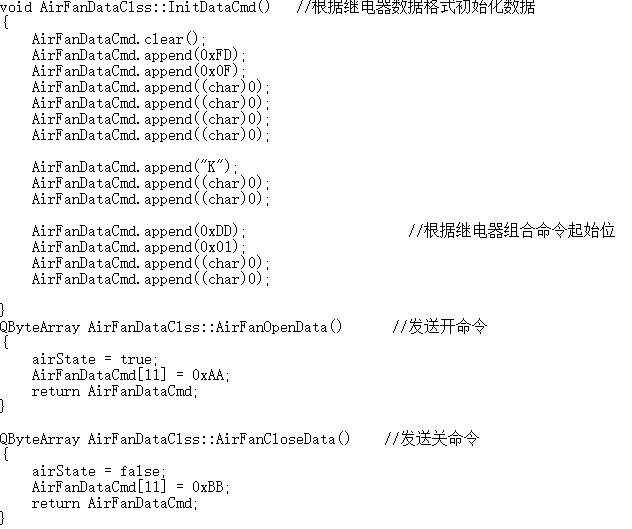 void AirFanDataClss::InitDataCmd()   //根据继电器数据格式初始化数据
{
    AirFanDataCmd.clear();
    AirFanDataCmd.append(0xFD);
    AirFanDataCmd.append(0x0F);
    AirFanDataCmd.append((char)0);
    AirFanDataCmd.append((char)0);
    AirFanDataCmd.append((char)0);
    AirFanDataCmd.append((char)0);

    AirFanDataCmd.append("K");
    AirFanDataCmd.append((char)0);
    AirFanDataCmd.append((char)0);

    AirFanDataCmd.append(0xDD);                    //根据继电器组合命令起始位
    AirFanDataCmd.append(0x01);
    AirFanDataCmd.append((char)0);
    AirFanDataCmd.append((char)0);

}
QByteArray AirFanDataClss::AirFanOpenData()      //发送开命令
{
    airState = true;
    AirFanDataCmd[11] = 0xAA;
    return AirFanDataCmd;
}

QByteArray AirFanDataClss::AirFanCloseData()    //发送关命令
{
    airState = false;
    AirFanDataCmd[11] = 0xBB;
    return AirFanDataCmd;
}